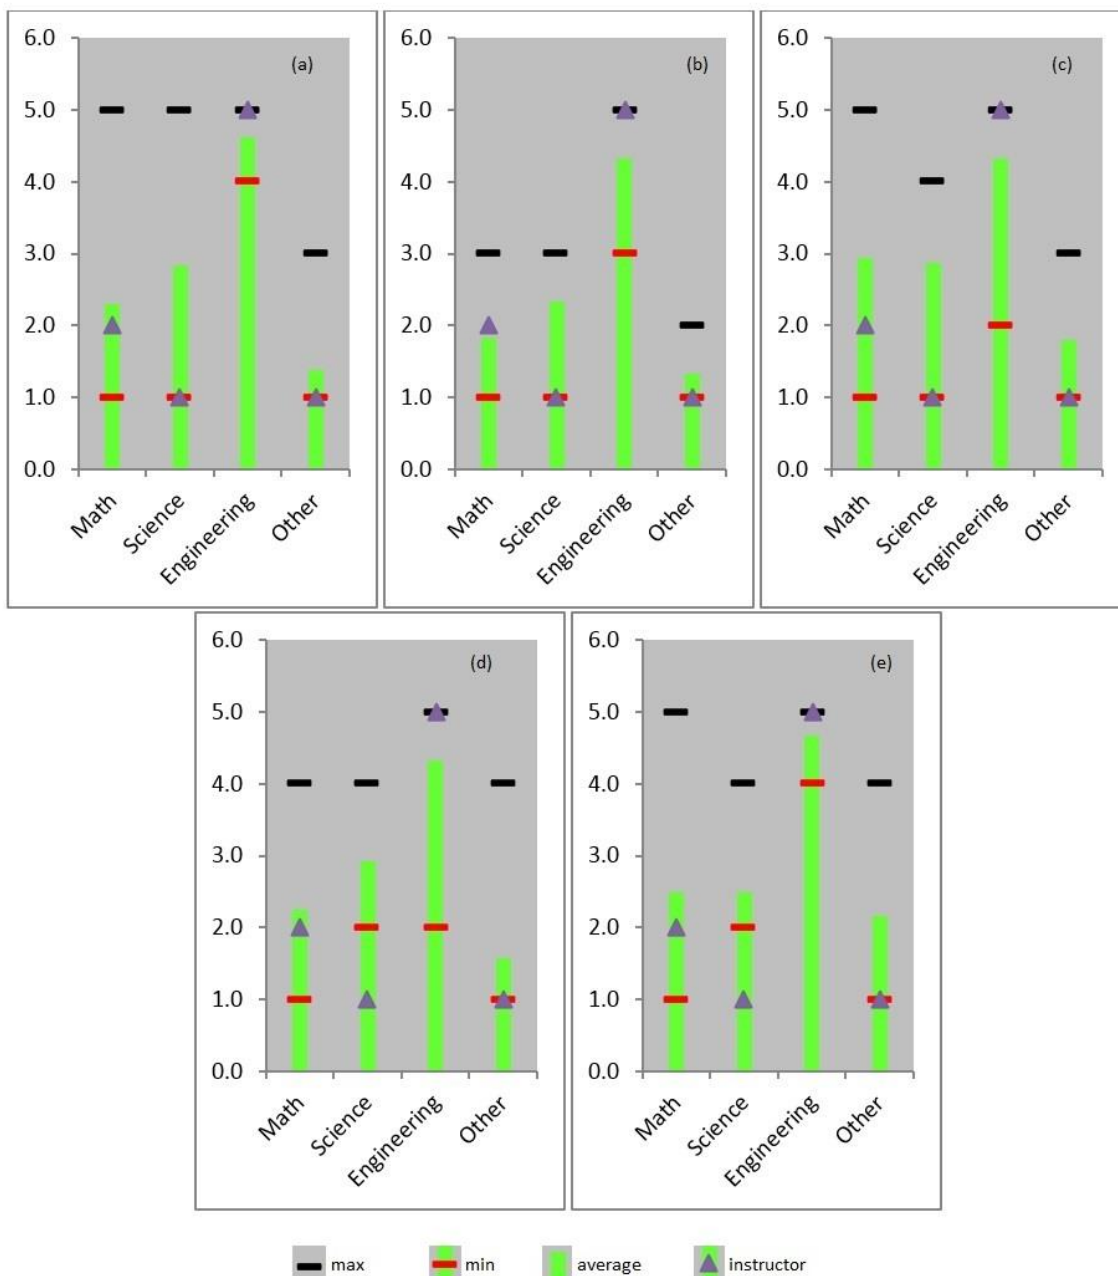 6.0 5.0 4.0 3.0 2.0 1.0 0.0
(a)
Math Science Engineering Other
6.0 5.0 4.0 3.0 2.0 1.0 0.0
(b)
Math Science Engineering Other
6.0 5.0 4.0 3.0 2.0 1.0 0.0
(c)
Math Science Engineering Other
6.0 5.0 4.0 3.0 2.0 1.0 0.0
(d)
Math Science Engineering Other
6.0 5.0 4.0 3.0 2.0 1.0 0.0
(e)
Math Science Engineering Other
max min average instructor